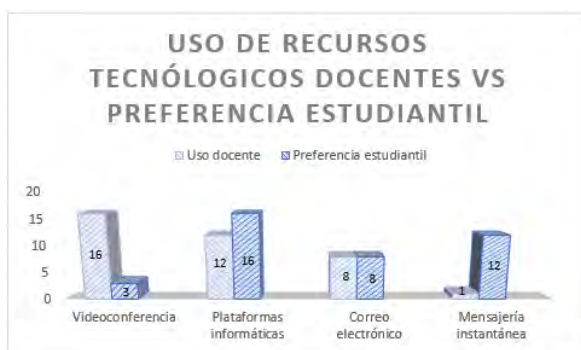 USO DE RECURSOS
TECNÓLOGICOS DOCENTES VS
PREFERENCIA ESTUDIANTIL
Uso docente Preferencia estudiantil
20
15
10
5
0
16 3 12 16 8 8 1 12
Videoconferencia Plataformas informáticas Correo electrónico Mensajería instantánea